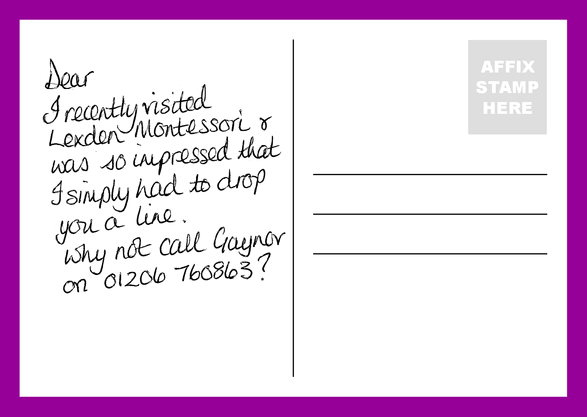 Dear
I recently visited
Lexden Montessori &
was so impressed that
I simply had to drop
you a line.
Why not call Gaynor
on 01206 760863?
AFFIX
STAMP
HERE